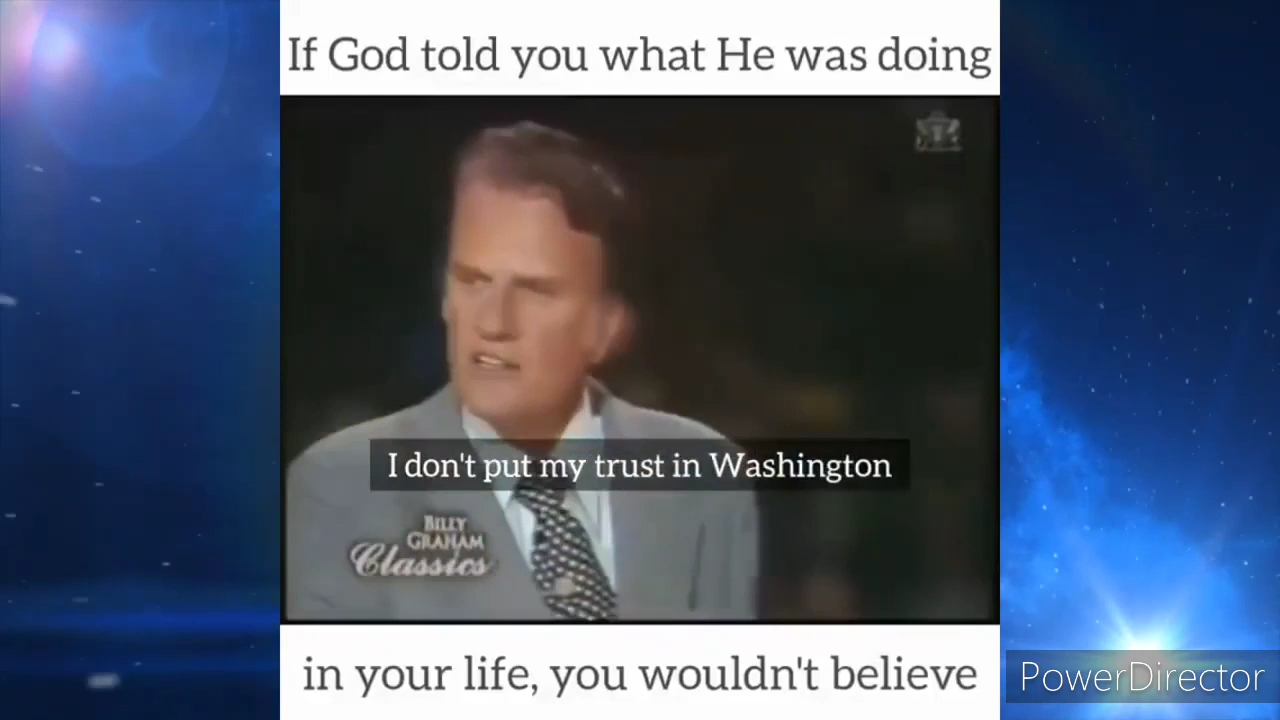 If God told you what He was doing
I don't put my trust in Washington
BILLY
GRAHAM
Classics
in your life, you wouldn't believe
PowerDirector